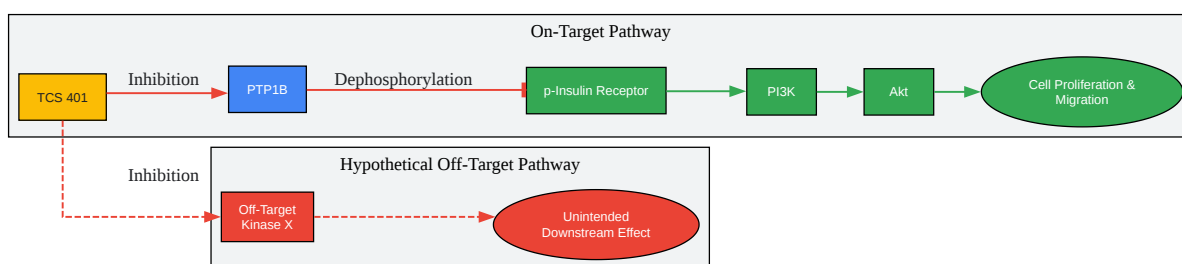 On-Target Pathway
TCS 401
Inhibition
PTP1B
Dephosphorylation
p-Insulin Receptor
PI3K
Akt
Cell Proliferation &
Migration
Hypothetical Off-Target Pathway
Inhibition
Off-Target
Kinase X
Unintended
Downstream Effect